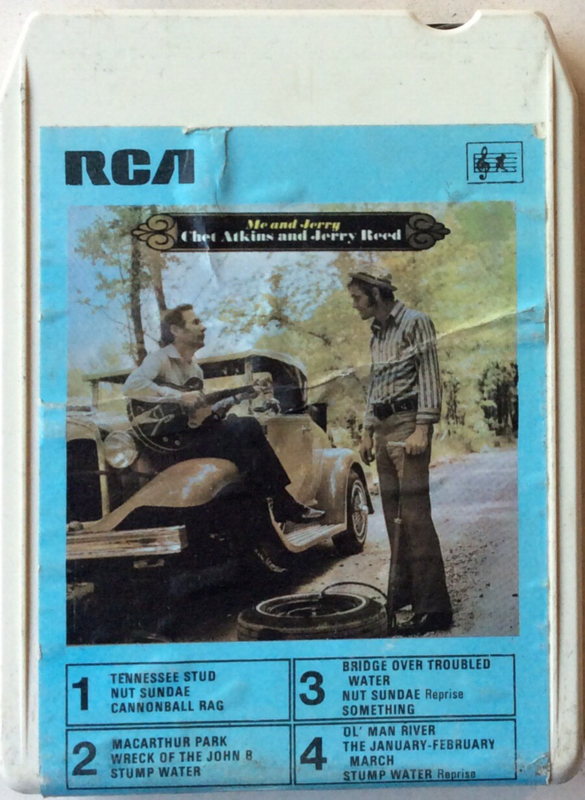 RCA
Me and Jerry
Chet Atkins and Jerry Reed
1
TENNESSEE STUD
NUT SUNDAE
CANNONBALL RAG
2
MACARTHUR PARK
WRECK OF THE JOHN B
STUMP WATER
3
BRIDGE OVER TROUBLED
WATER
NUT SUNDAE Reprise
SOMETHING
4
OL' MAN RIVER
THE JANUARY-FEBRUARY
MARCH
STUMP WATER Reprise